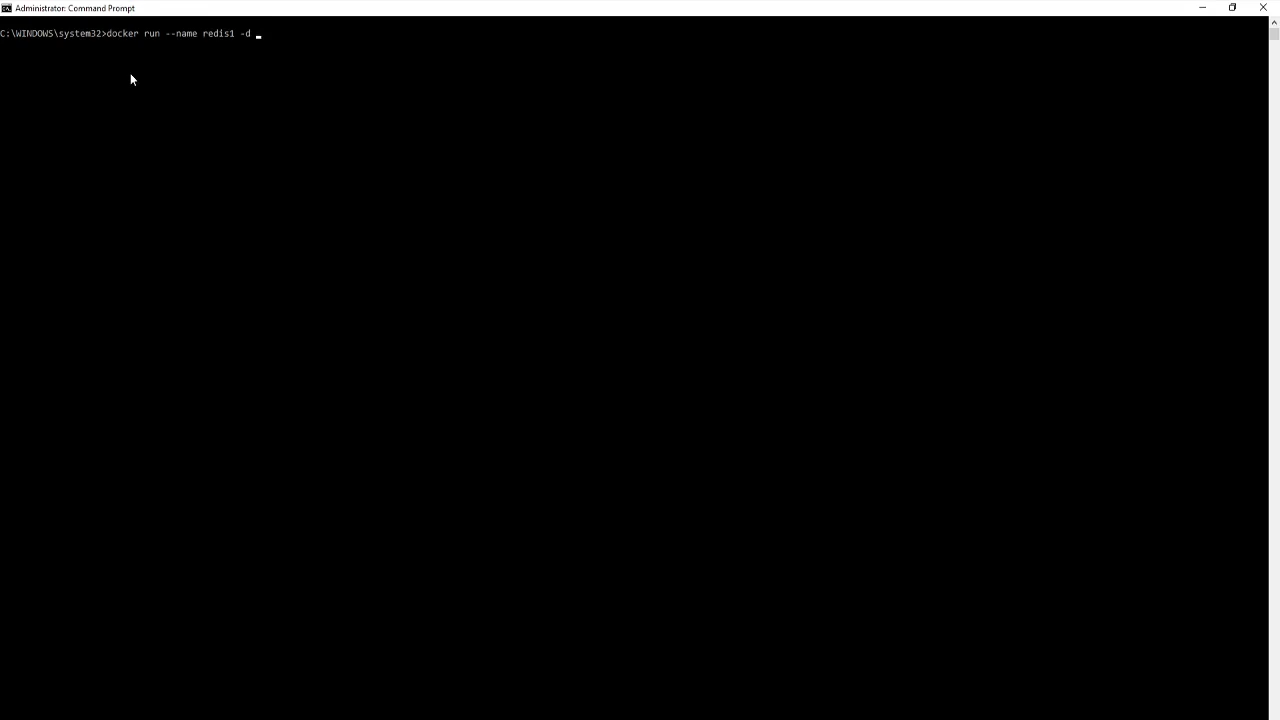 Administrator: Command Prompt
C:\WINDOWS\system32>docker run --name redis1 -d